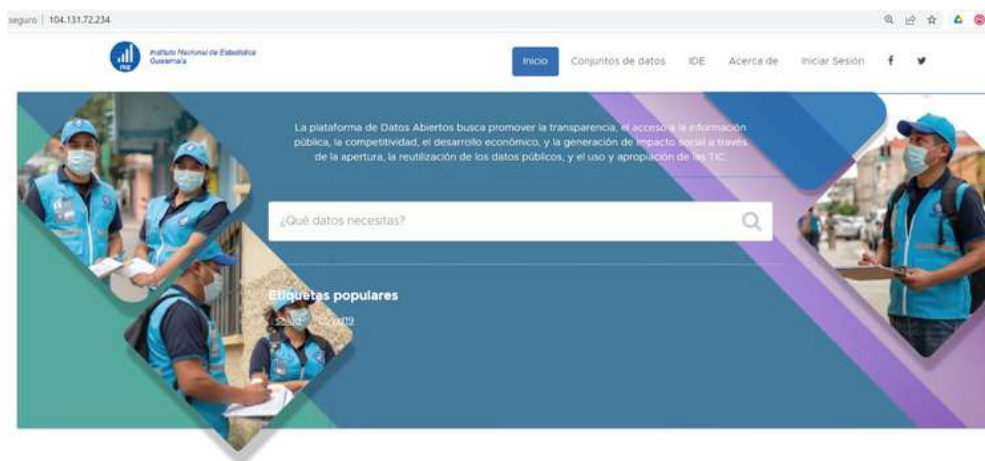 seguro | 104.131.72.234
INE
Instituto Nacional de Estadística
Guatemala
Inicio
Conjuntos de datos
IDE
Acerca de
Iniciar Sesión
La plataforma de Datos Abiertos busca promover la transparencia, el acceso a la información
pública, la competitividad, el desarrollo económico, y la generación de impacto social a través
de la apertura, la reutilización de los datos públicos, y el uso y apropiación de las TIC.
¿Qué datos necesitas?
Etiquetas populares
salud